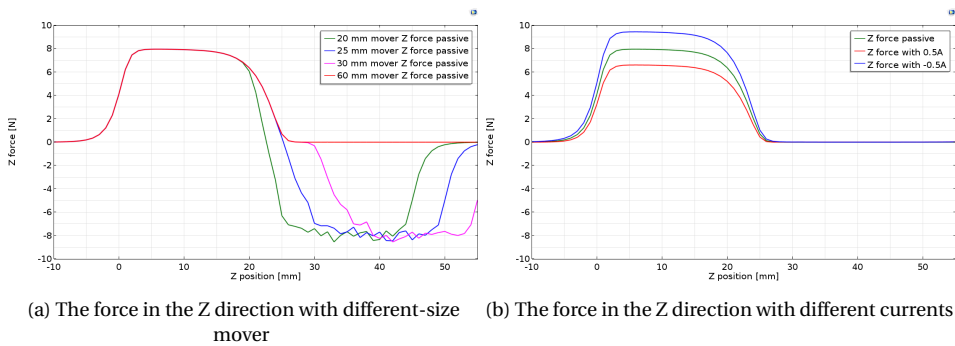 20 mm mover Z force passive
25 mm mover Z force passive
30 mm mover Z force passive
60 mm mover Z force passive
10
8
6
4
2
0
-2
-4
-6
-8
-10
Z force [N]
-10
0
10
20
30
40
50
Z position [mm]
(a) The force in the Z direction with different-size
mover
Z force passive
Z force with 0.5A
Z force with -0.5A
10
8
6
4
2
0
-2
-4
-6
-8
-10
Z force [N]
-10
0
10
20
30
40
50
Z position [mm]
(b) The force in the Z direction with different currents